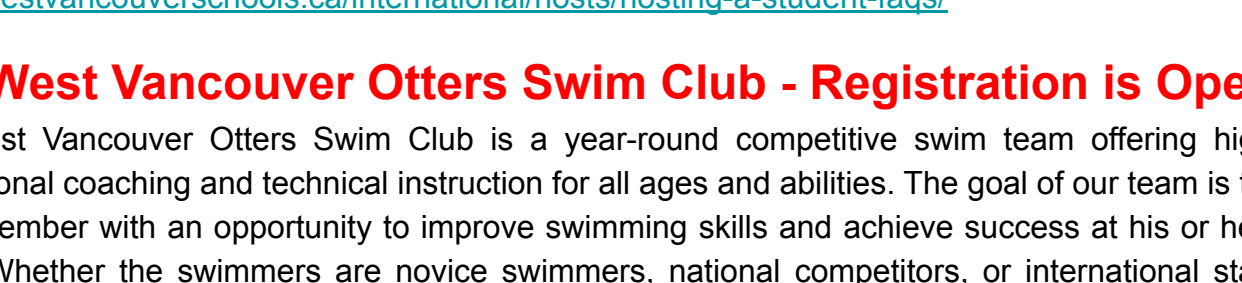 estvancouverschools.ca/international/hosts/hosting-a-student-faqs/
West Vancouver Otters Swim Club - Registration is Ope
st Vancouver Otters Swim Club is a year-round competitive swim team offering hig
onal coaching and technical instruction for all ages and abilities. The goal of our team is t
ember with an opportunity to improve swimming skills and achieve success at his or he
Whether the swimmers are novice swimmers, national competitors, or international sta